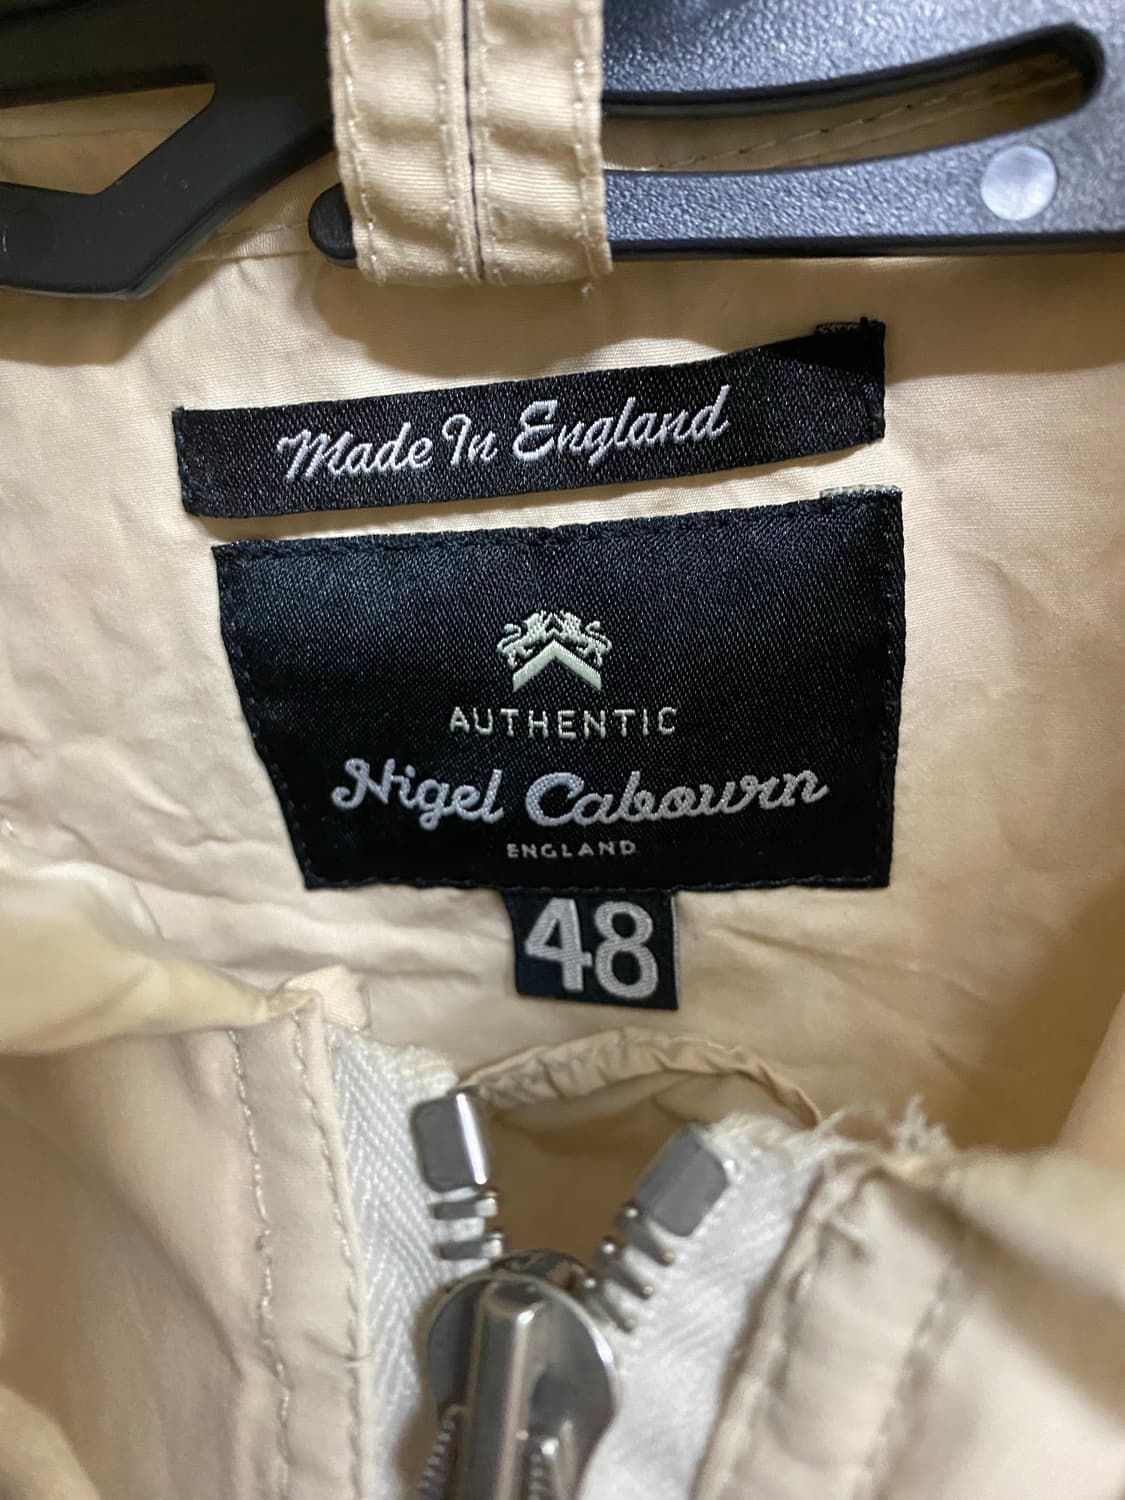 Made In England
AUTHENTIC
Nigel Cabourn
ENGLAND
48